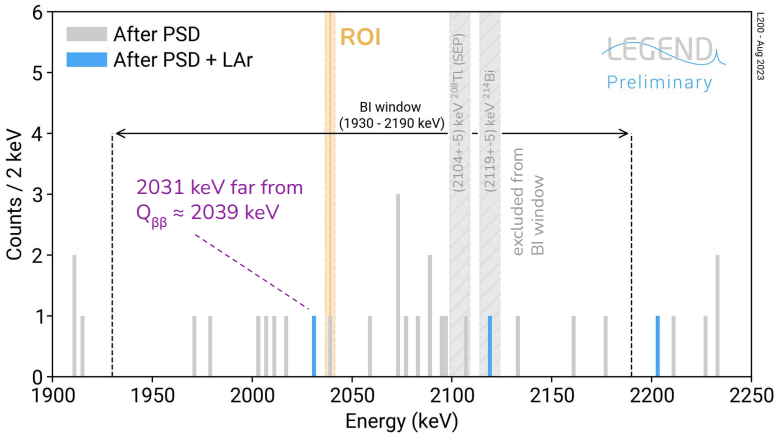 After PSD
After PSD + LAr
ROI
LEGEND
Preliminary
L200 - Aug 2023
BI window
(1930 - 2190 keV)
(2104+-5) keV ²⁰⁸Tl (SEP)
(2119+-5) keV ²¹⁴Bi
excluded from
BI window
2031 keV far from
Qββ ≈ 2039 keV
Counts / 2 keV
6
5
4
3
2
1
0
1900 1950 2000 2050 2100 2150 2200 2250
Energy (keV)